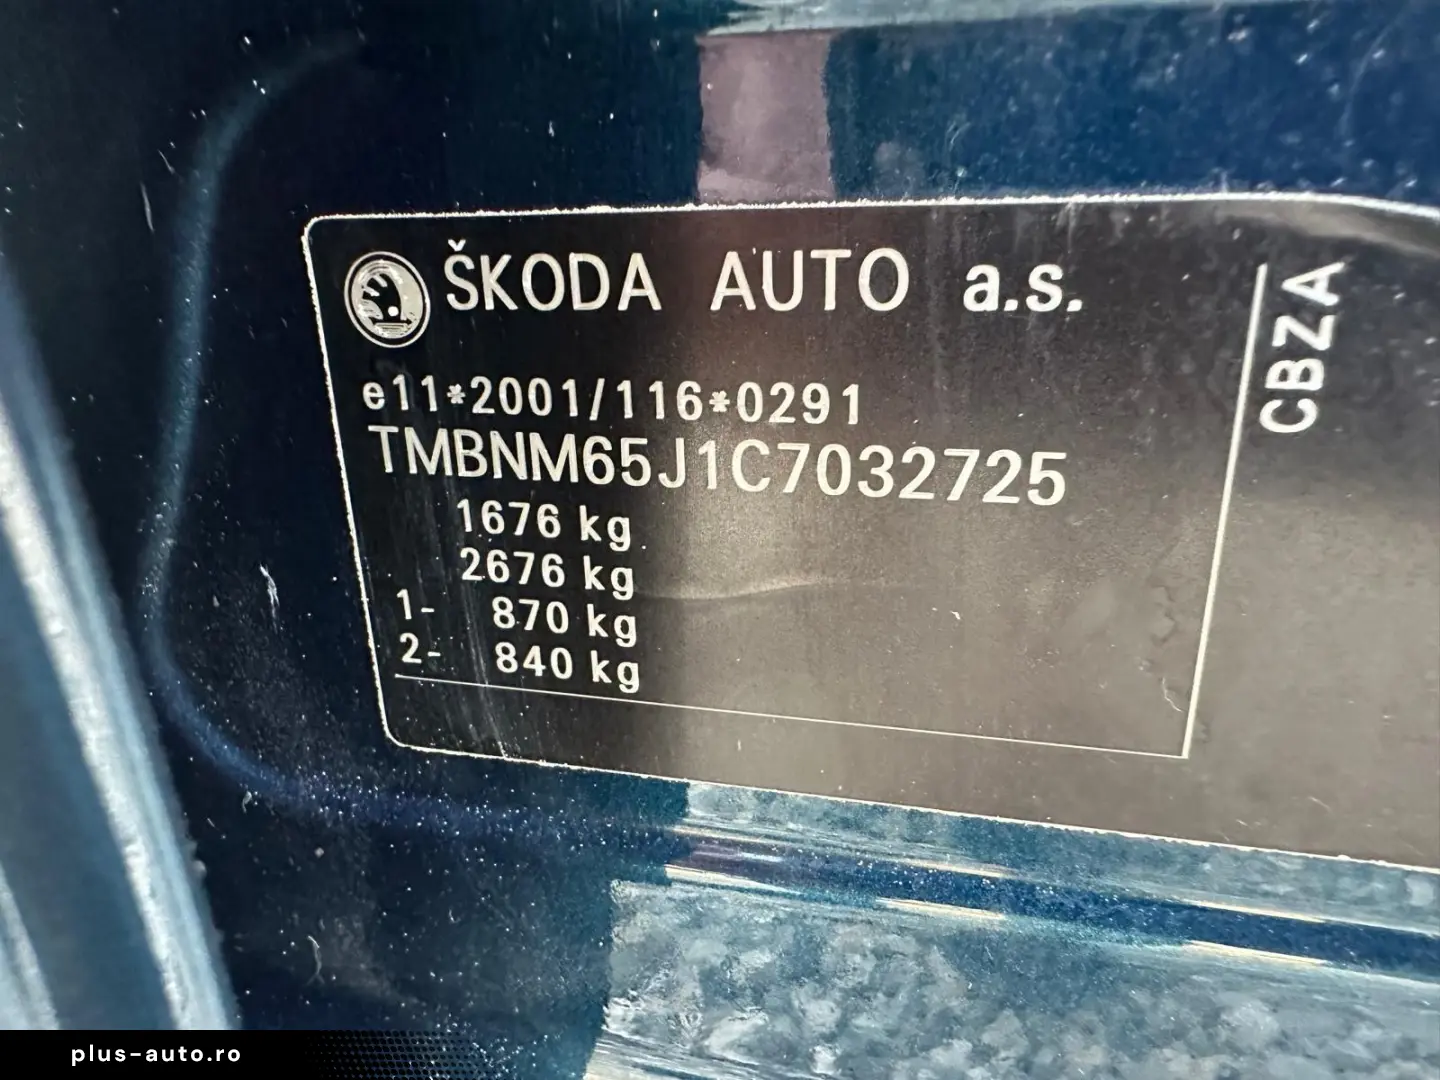 ŠKODA AUTO a.s.
e11*2001/116*0291
TMBNM65J1C7032725
1676 kg
2676 kg
1- 870 kg
2- 840 kg
CBZA
plus-auto.ro